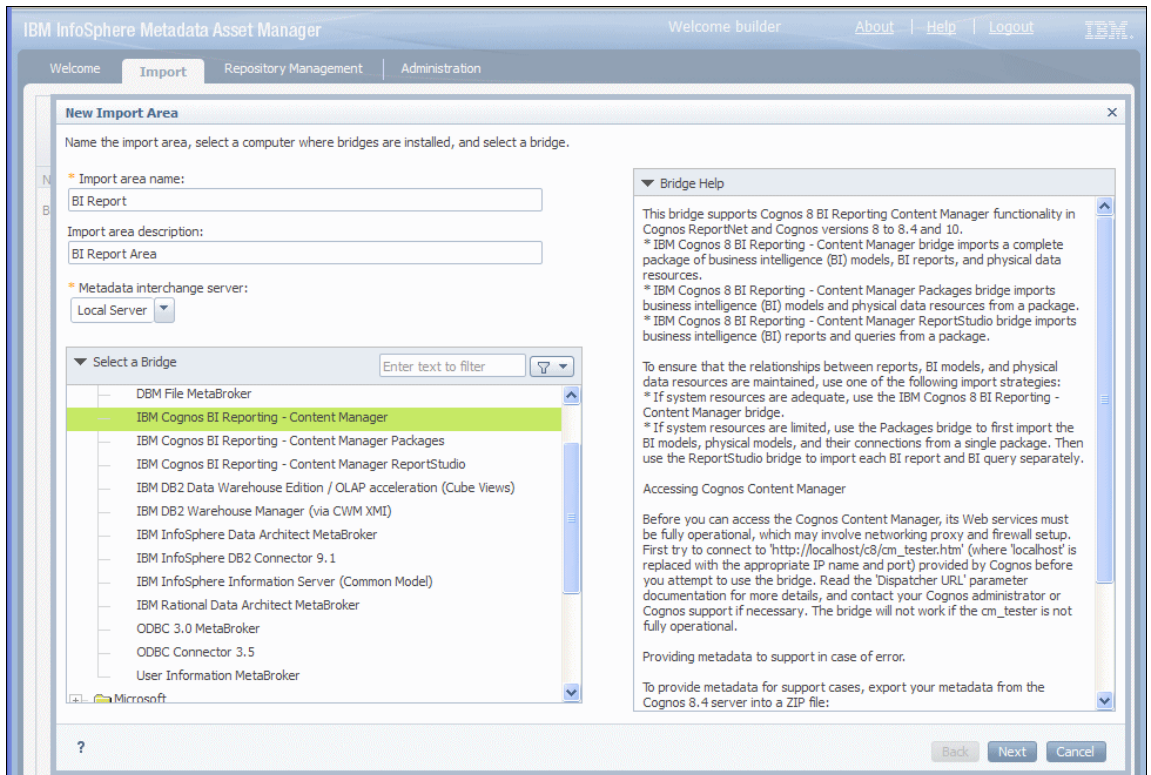 IBM InfoSphere Metadata Asset Manager
Welcome builder About | Help | Logout IBM.
Welcome Import Repository Management Administration
New Import Area
Name the import area, select a computer where bridges are installed, and select a bridge.
N
B
* Import area name:
BI Report
Import area description:
BI Report Area
* Metadata interchange server:
Local Server
Select a Bridge
Enter text to filter
DBM File MetaBroker
IBM Cognos BI Reporting - Content Manager
IBM Cognos BI Reporting - Content Manager Packages
IBM Cognos BI Reporting - Content Manager ReportStudio
IBM DB2 Data Warehouse Edition / OLAP acceleration (Cube Views)
IBM DB2 Warehouse Manager (via CWM XMI)
IBM InfoSphere Data Architect MetaBroker
IBM InfoSphere DB2 Connector 9.1
IBM InfoSphere Information Server (Common Model)
IBM Rational Data Architect MetaBroker
ODBC 3.0 MetaBroker
ODBC Connector 3.5
User Information MetaBroker
Microsoft
Bridge Help
This bridge supports Cognos 8 BI Reporting Content Manager functionality in
Cognos ReportNet and Cognos versions 8 to 8.4 and 10.
* IBM Cognos 8 BI Reporting - Content Manager bridge imports a complete
package of business intelligence (BI) models, BI reports, and physical data
resources.
* IBM Cognos 8 BI Reporting - Content Manager Packages bridge imports
business intelligence (BI) models and physical data resources from a package.
* IBM Cognos 8 BI Reporting - Content Manager ReportStudio bridge imports
business intelligence (BI) reports and queries from a package.
To ensure that the relationships between reports, BI models, and physical
data resources are maintained, use one of the following import strategies:
* If system resources are adequate, use the IBM Cognos 8 BI Reporting -
Content Manager bridge.
* If system resources are limited, use the Packages bridge to first import the
BI models, physical models, and their connections from a single package. Then
use the ReportStudio bridge to import each BI report and BI query separately.
Accessing Cognos Content Manager
Before you can access the Cognos Content Manager, its Web services must
be fully operational, which may involve networking proxy and firewall setup.
First try to connect to 'http://localhost/c8/cm_tester.htm' (where 'localhost' is
replaced with the appropriate IP name and port) provided by Cognos before
you attempt to use the bridge. Read the 'Dispatcher URL' parameter
documentation for more details, and contact your Cognos administrator or
Cognos support if necessary. The bridge will not work if the cm_tester is not
fully operational.
Providing metadata to support in case of error.
To provide metadata for support cases, export your metadata from the
Cognos 8.4 server into a ZIP file:
? Back Next Cancel